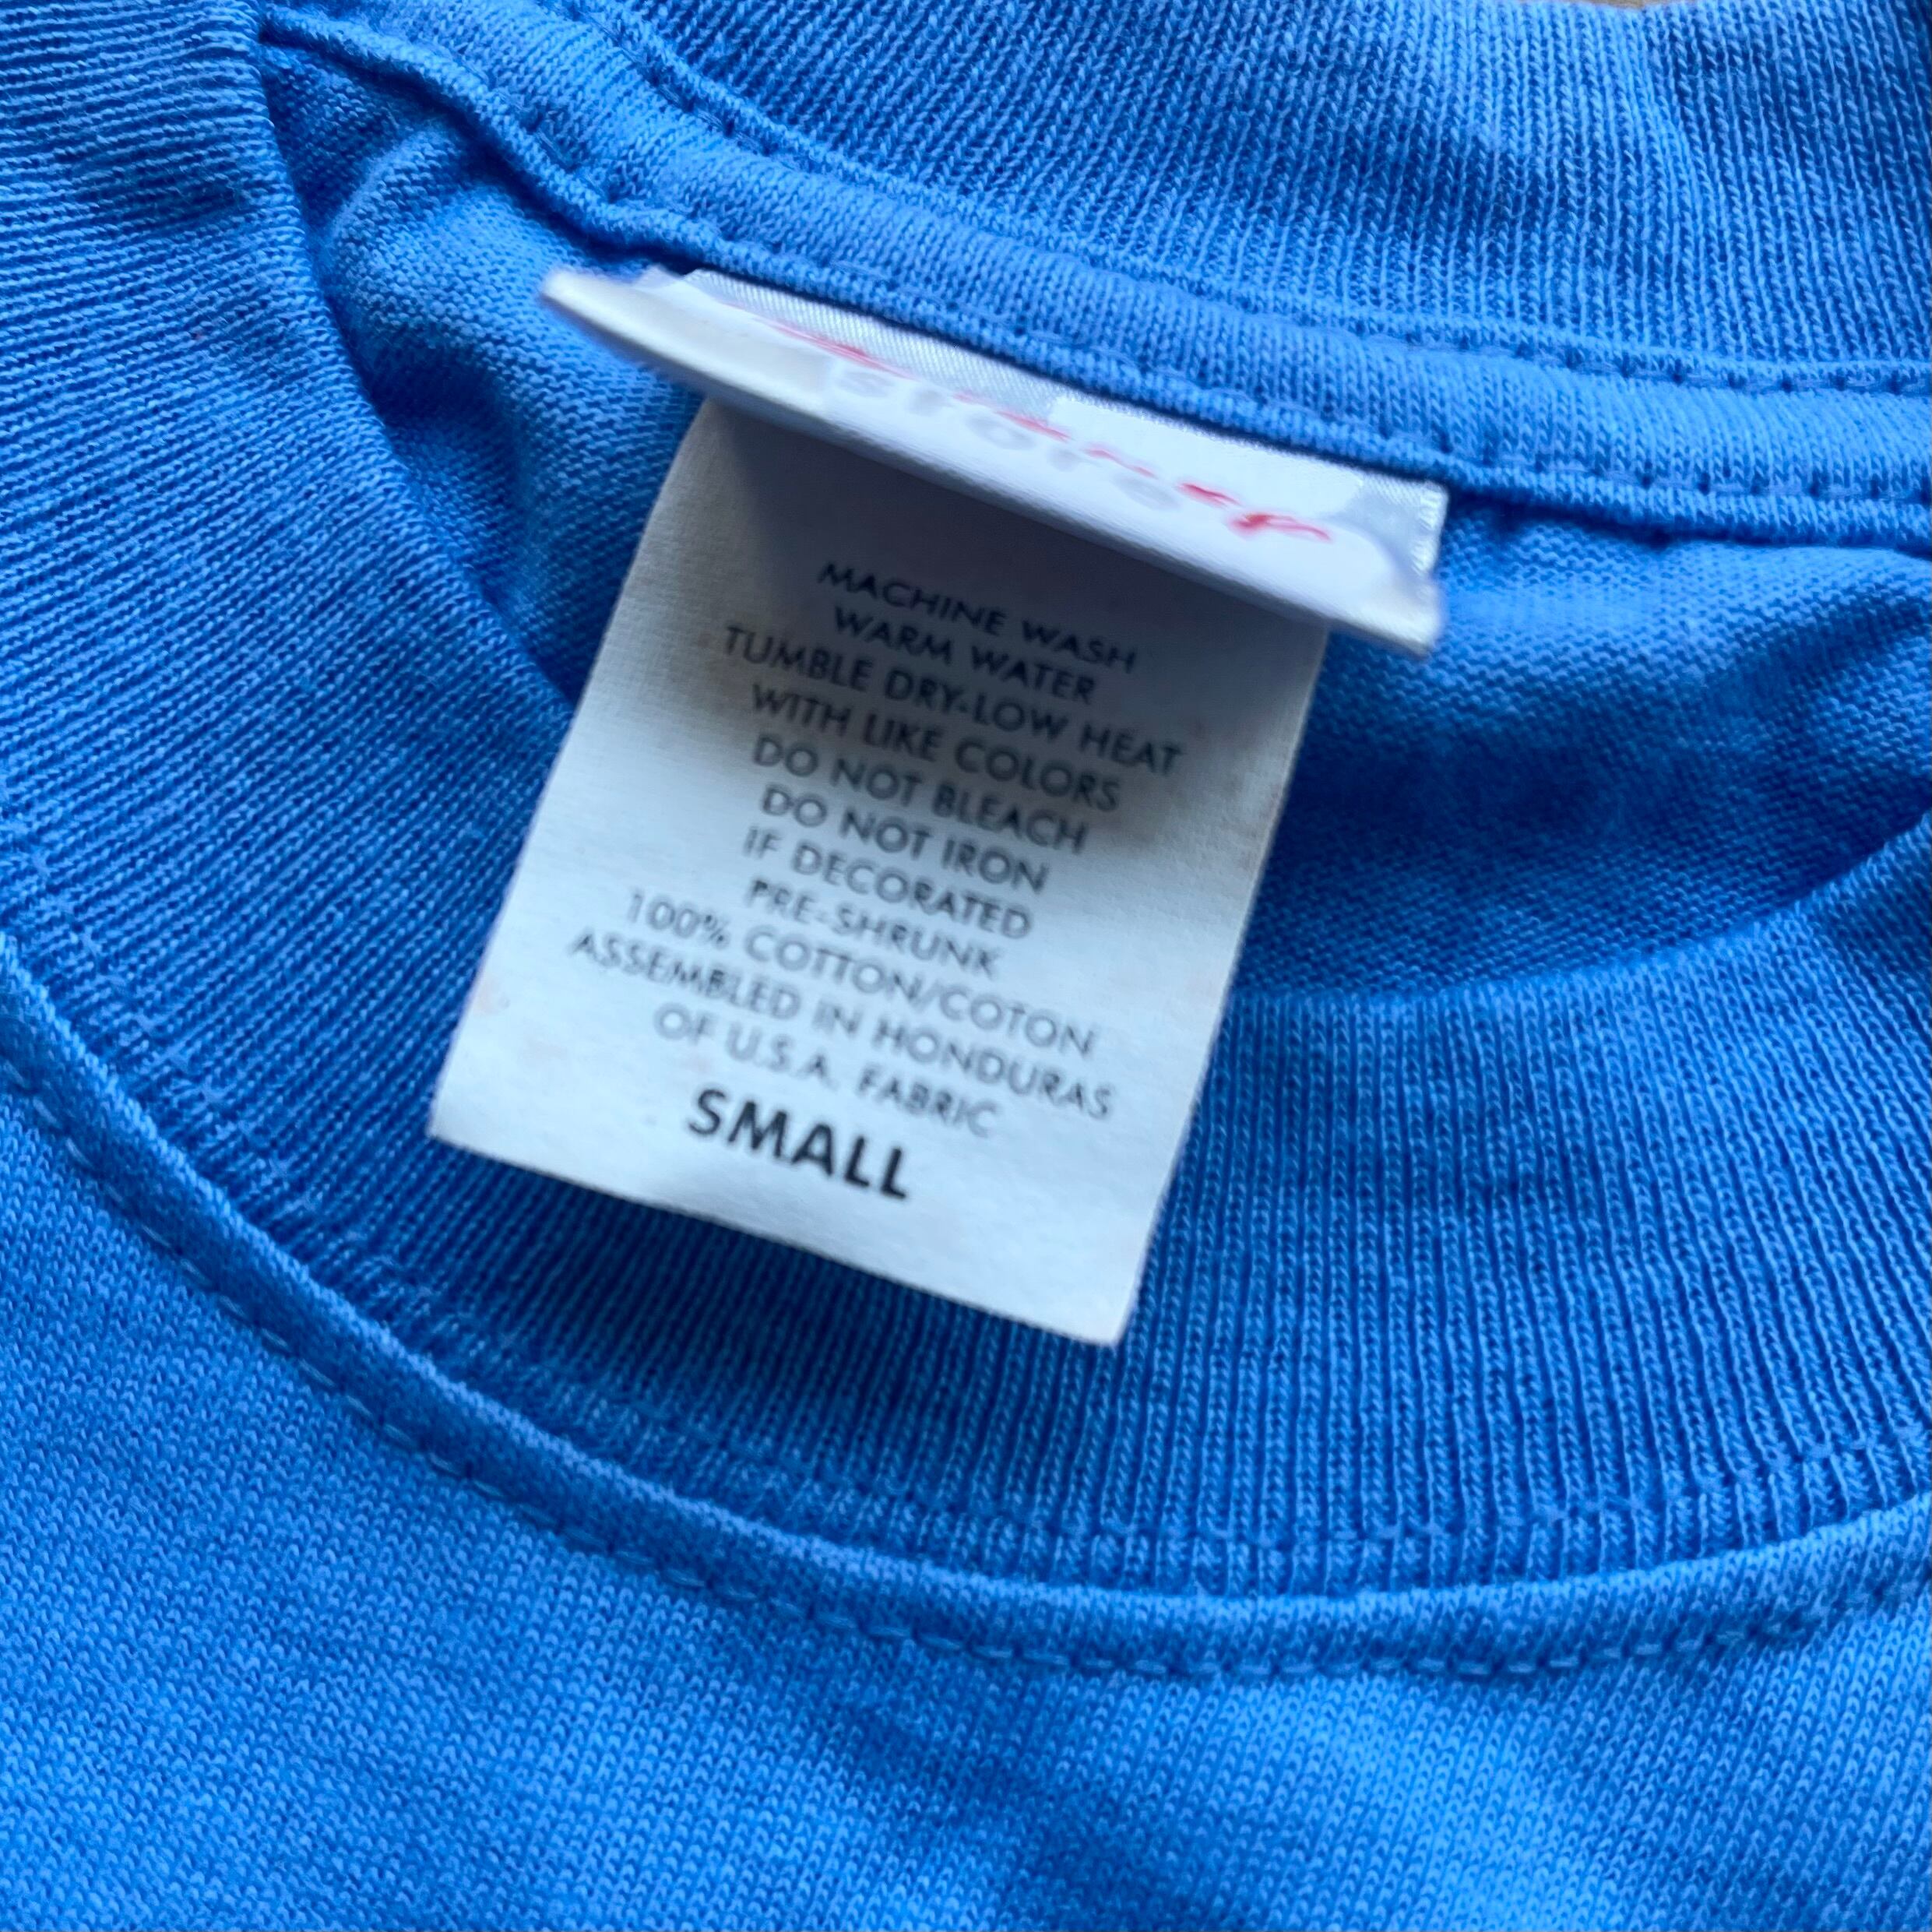 store
MACHINE WASH
WARM WATER
TUMBLE DRY-LOW HEAT
WITH LIKE COLORS
DO NOT BLEACH
DO NOT IRON
IF DECORATED
PRE-SHRUNK
100% COTTON/COTON
ASSEMBLED IN HONDURAS
OF U.S.A. FABRIC
SMALL